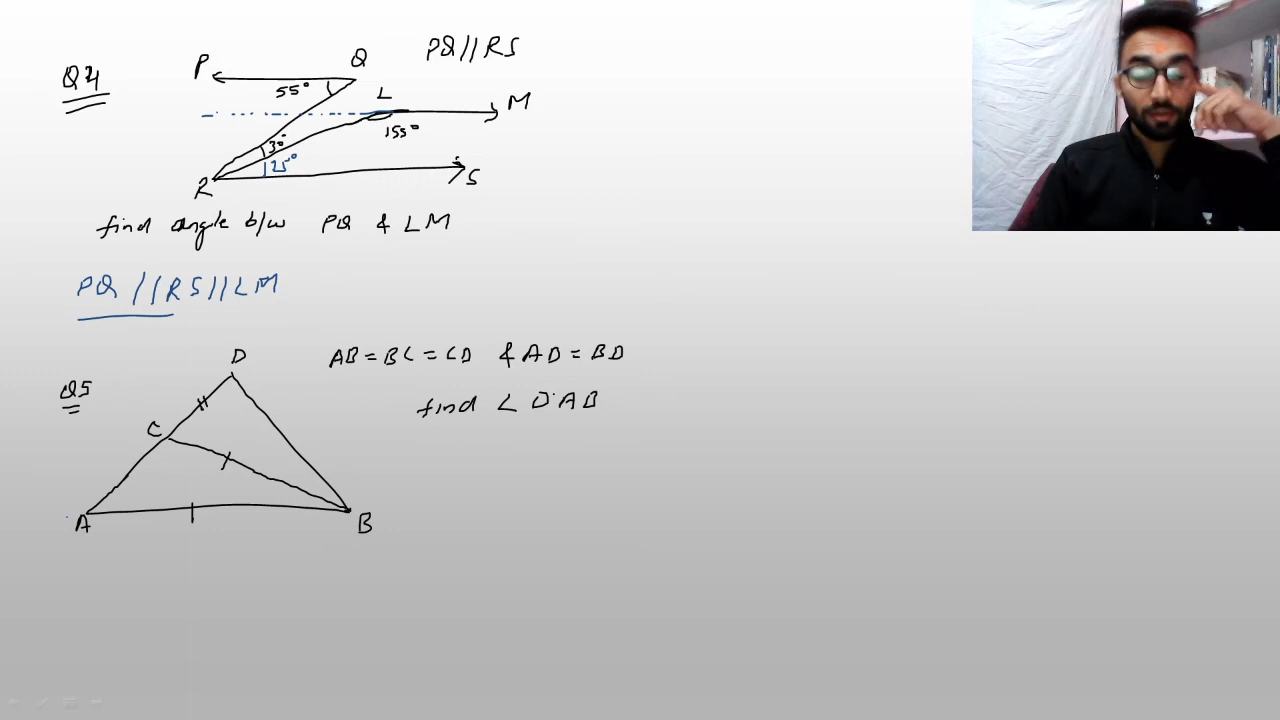 Q4
P Q PQ//RS
55°
L M
155°
30°
25°
R S
find angle b/w PQ & LM
PQ//RS//LM
Q5
D AB = BC = CD & AD = BD
find ∠ DAB
C
A B